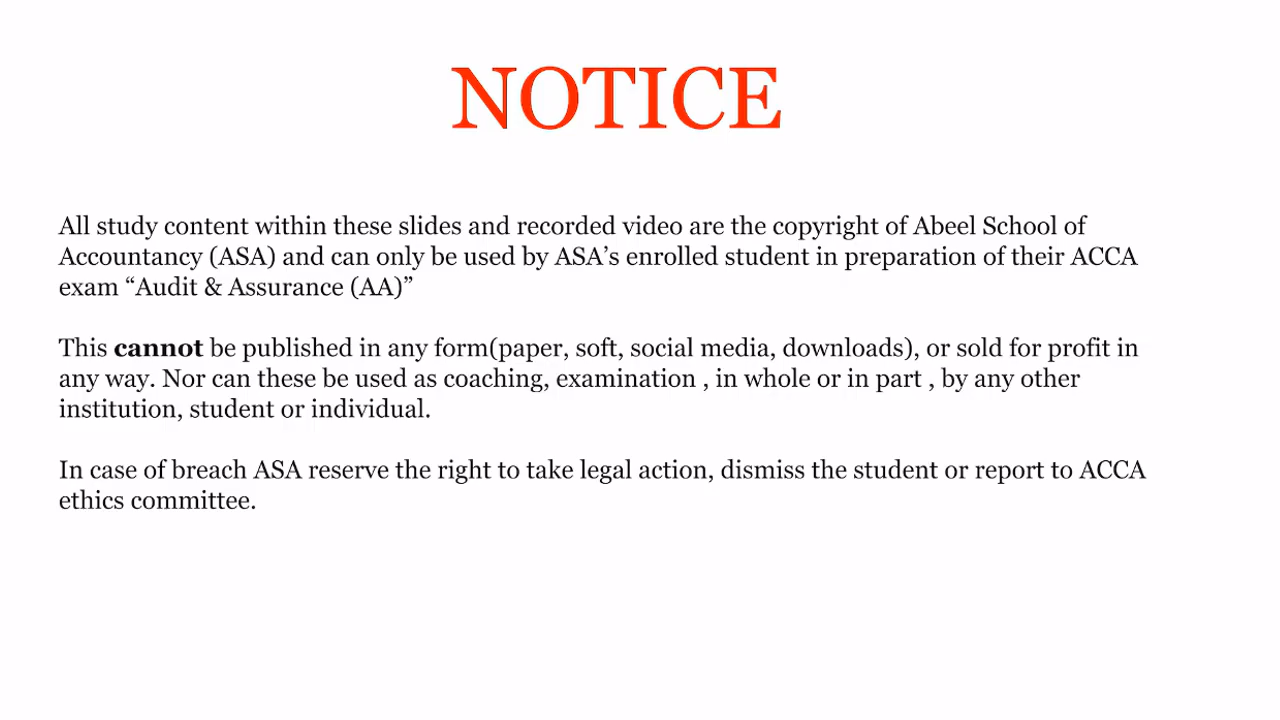 NOTICE
All study content within these slides and recorded video are the copyright of Abeel School of
Accountancy (ASA) and can only be used by ASA’s enrolled student in preparation of their ACCA
exam “Audit & Assurance (AA)”
This cannot be published in any form(paper, soft, social media, downloads), or sold for profit in
any way. Nor can these be used as coaching, examination , in whole or in part , by any other
institution, student or individual.
In case of breach ASA reserve the right to take legal action, dismiss the student or report to ACCA
ethics committee.